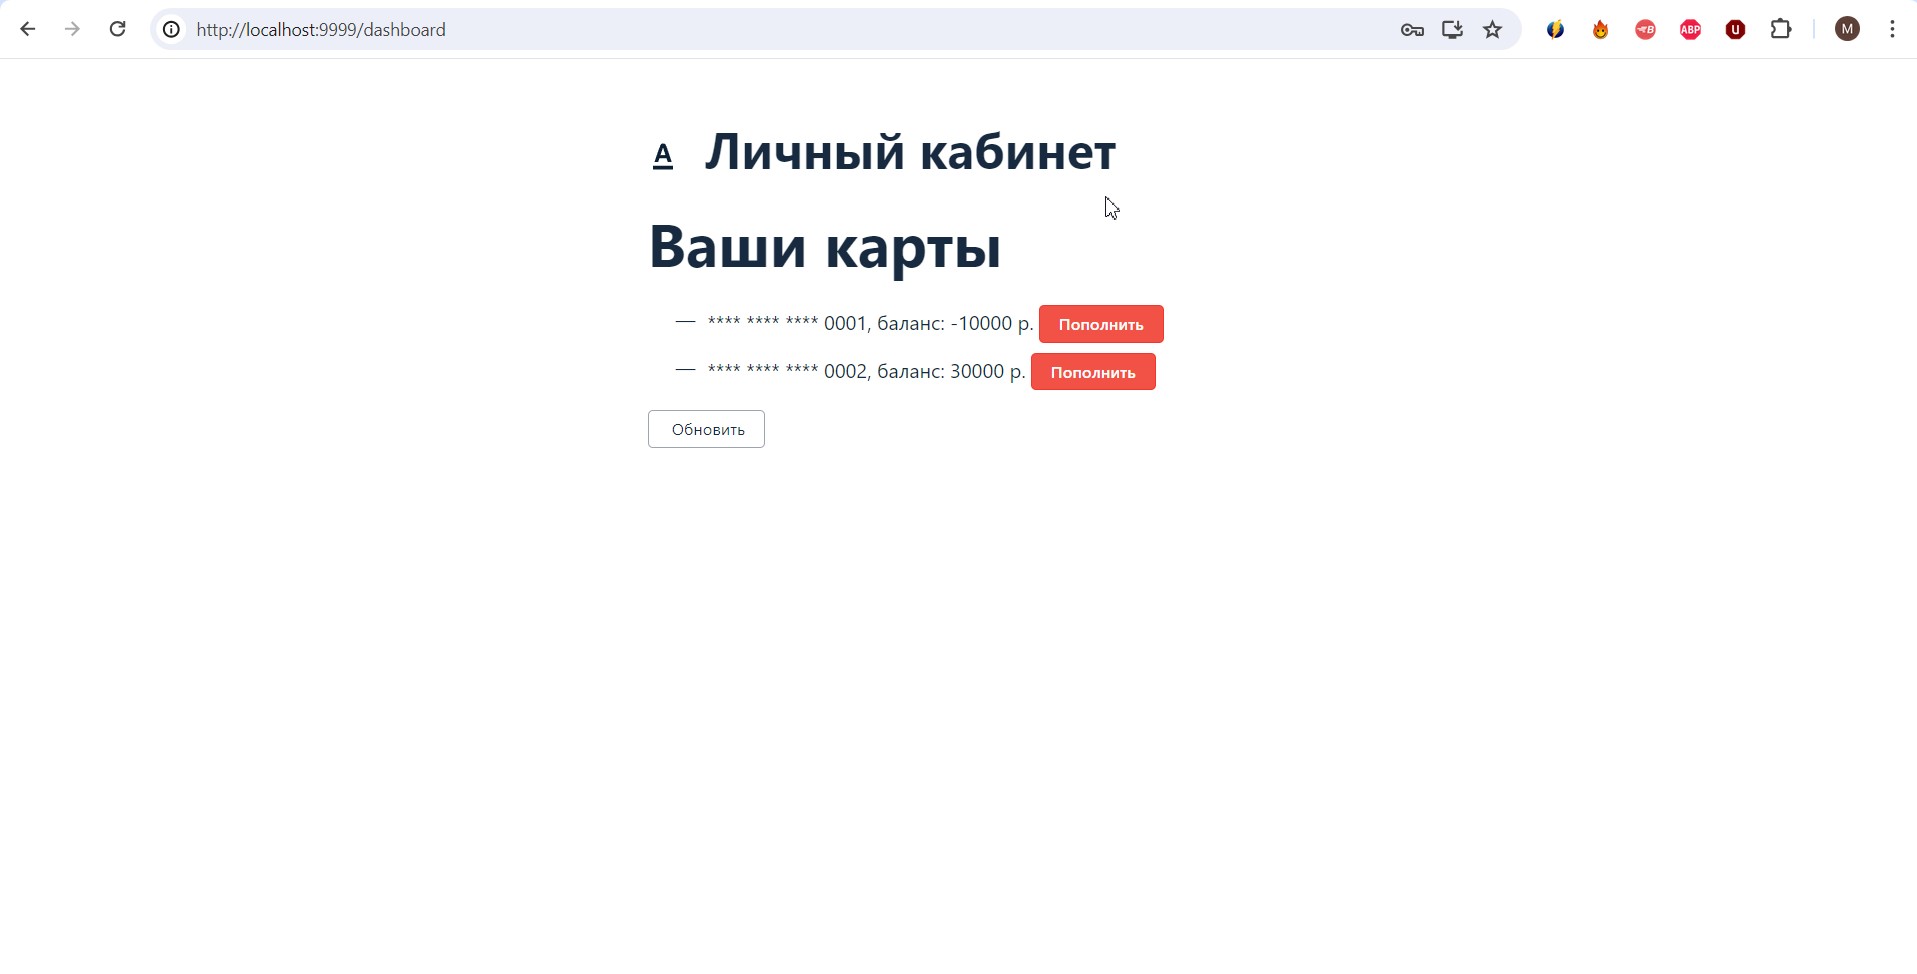 http://localhost:9999/dashboard
ABP
U
M
A Личный кабинет
Ваши карты
— **** **** **** 0001, баланс: -10000 р. Пополнить
— **** **** **** 0002, баланс: 30000 р. Пополнить
Обновить